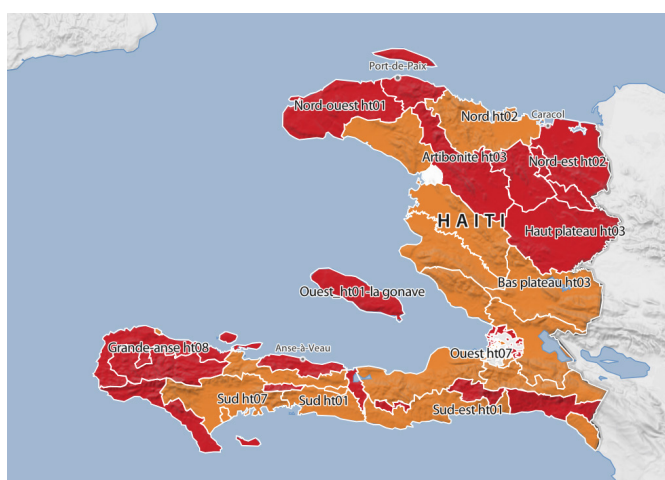 Port-de-Paix
Nord-ouest ht01
Nord ht02
Caracol
Artibonite ht03
Nord-est ht02
HAITI
Haut plateau ht03
Bas plateau ht03
Ouest_ht01-la gonave
Grande-anse ht08
Anse-à-Veau
Ouest ht07
Sud ht07
Sud ht01
Sud-est ht01